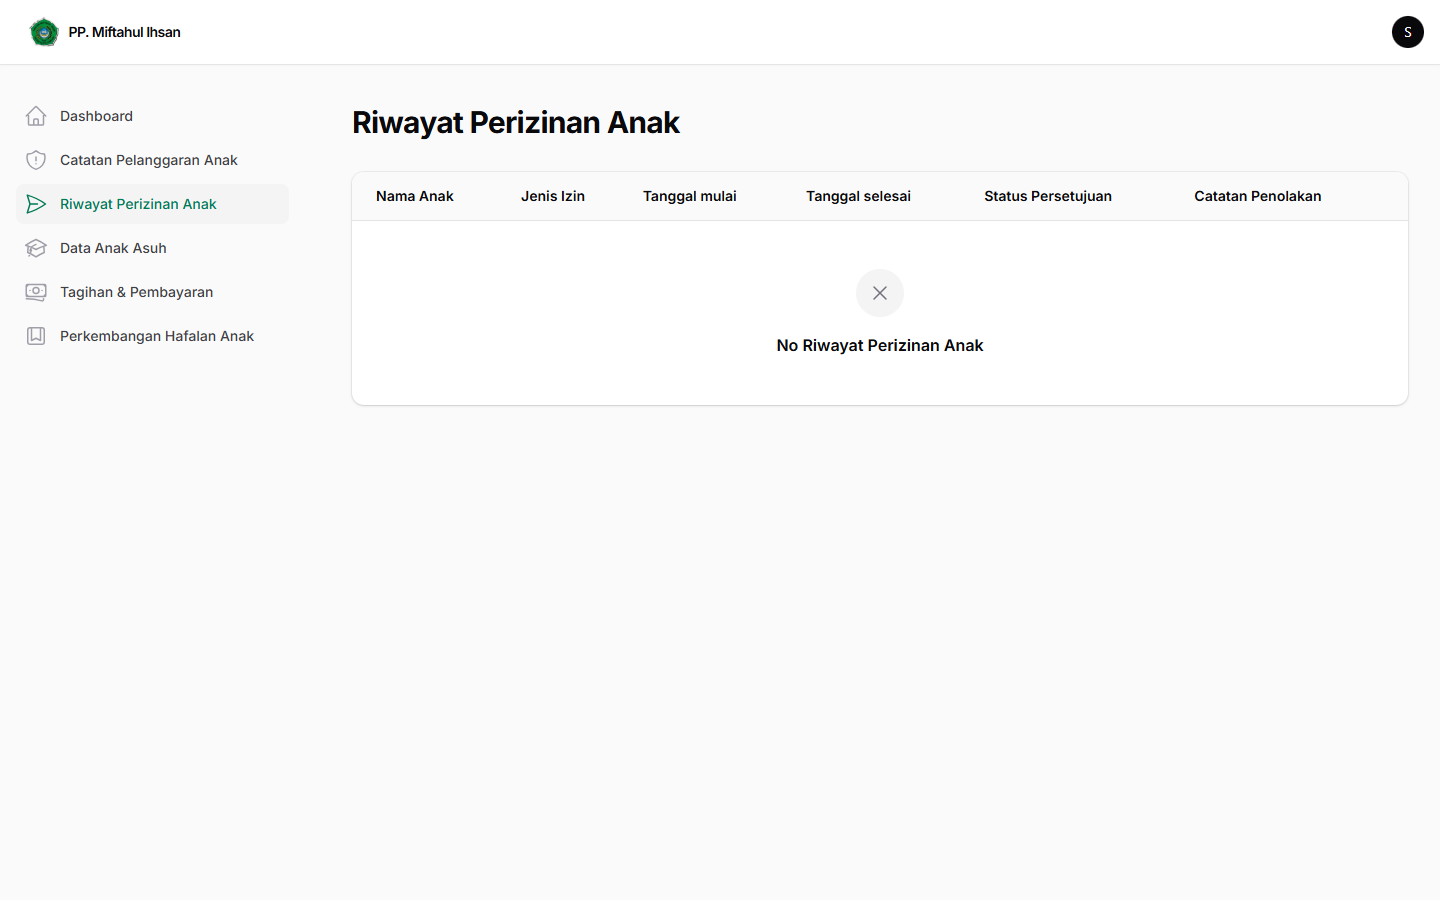 PP. Miftahul Ihsan
S
Dashboard
Catatan Pelanggaran Anak
Riwayat Perizinan Anak
Data Anak Asuh
Tagihan & Pembayaran
Perkembangan Hafalan Anak
Riwayat Perizinan Anak
Nama Anak Jenis Izin Tanggal mulai Tanggal selesai Status Persetujuan Catatan Penolakan
No Riwayat Perizinan Anak